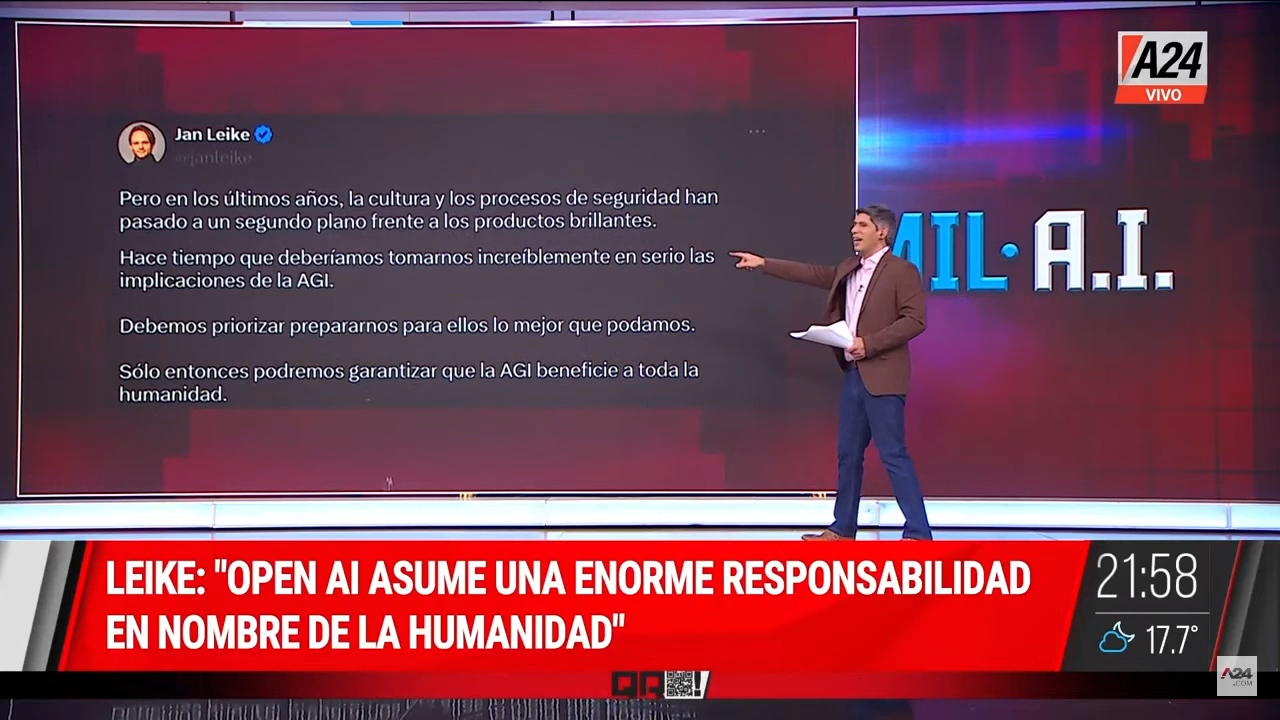 A24
VIVO
Jan Leike
@janleike
Pero en los últimos años, la cultura y los procesos de seguridad han
pasado a un segundo plano frente a los productos brillantes.
Hace tiempo que deberíamos tomarnos increíblemente en serio las
implicaciones de la AGI.
Debemos priorizar prepararnos para ellos lo mejor que podamos.
Sólo entonces podremos garantizar que la AGI beneficie a toda la
humanidad.
MIL· A.I.
LEIKE: "OPEN AI ASUME UNA ENORME RESPONSABILIDAD
EN NOMBRE DE LA HUMANIDAD"
21:58
17.7°
QR!
A24
.COM